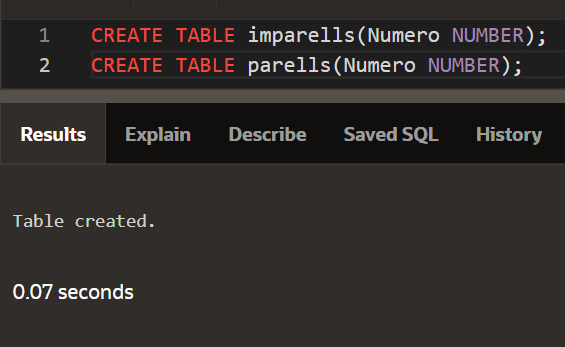 1 CREATE TABLE imparells(Numero NUMBER);
2 CREATE TABLE parells(Numero NUMBER);
Results Explain Describe Saved SQL History
Table created.
0.07 seconds